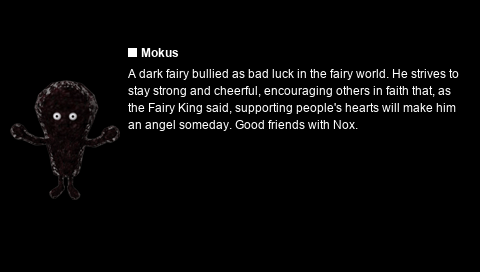 ■ Mokus
A dark fairy bullied as bad luck in the fairy world. He strives to
stay strong and cheerful, encouraging others in faith that, as
the Fairy King said, supporting people's hearts will make him
an angel someday. Good friends with Nox.